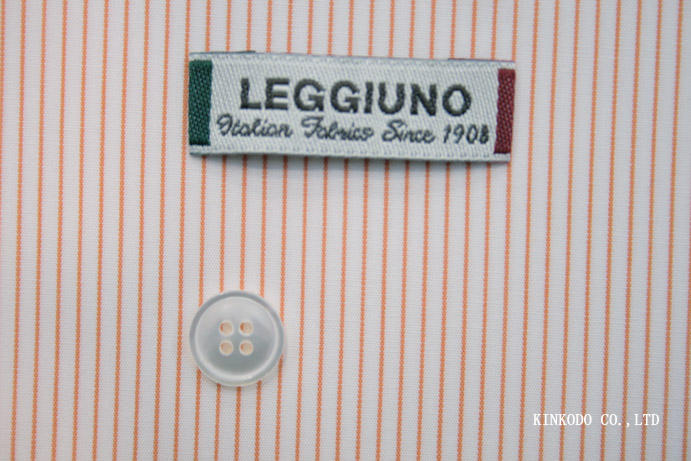 LEGGIUNO
Italian Fabrics Since 1908
KINKODO CO.,LTD